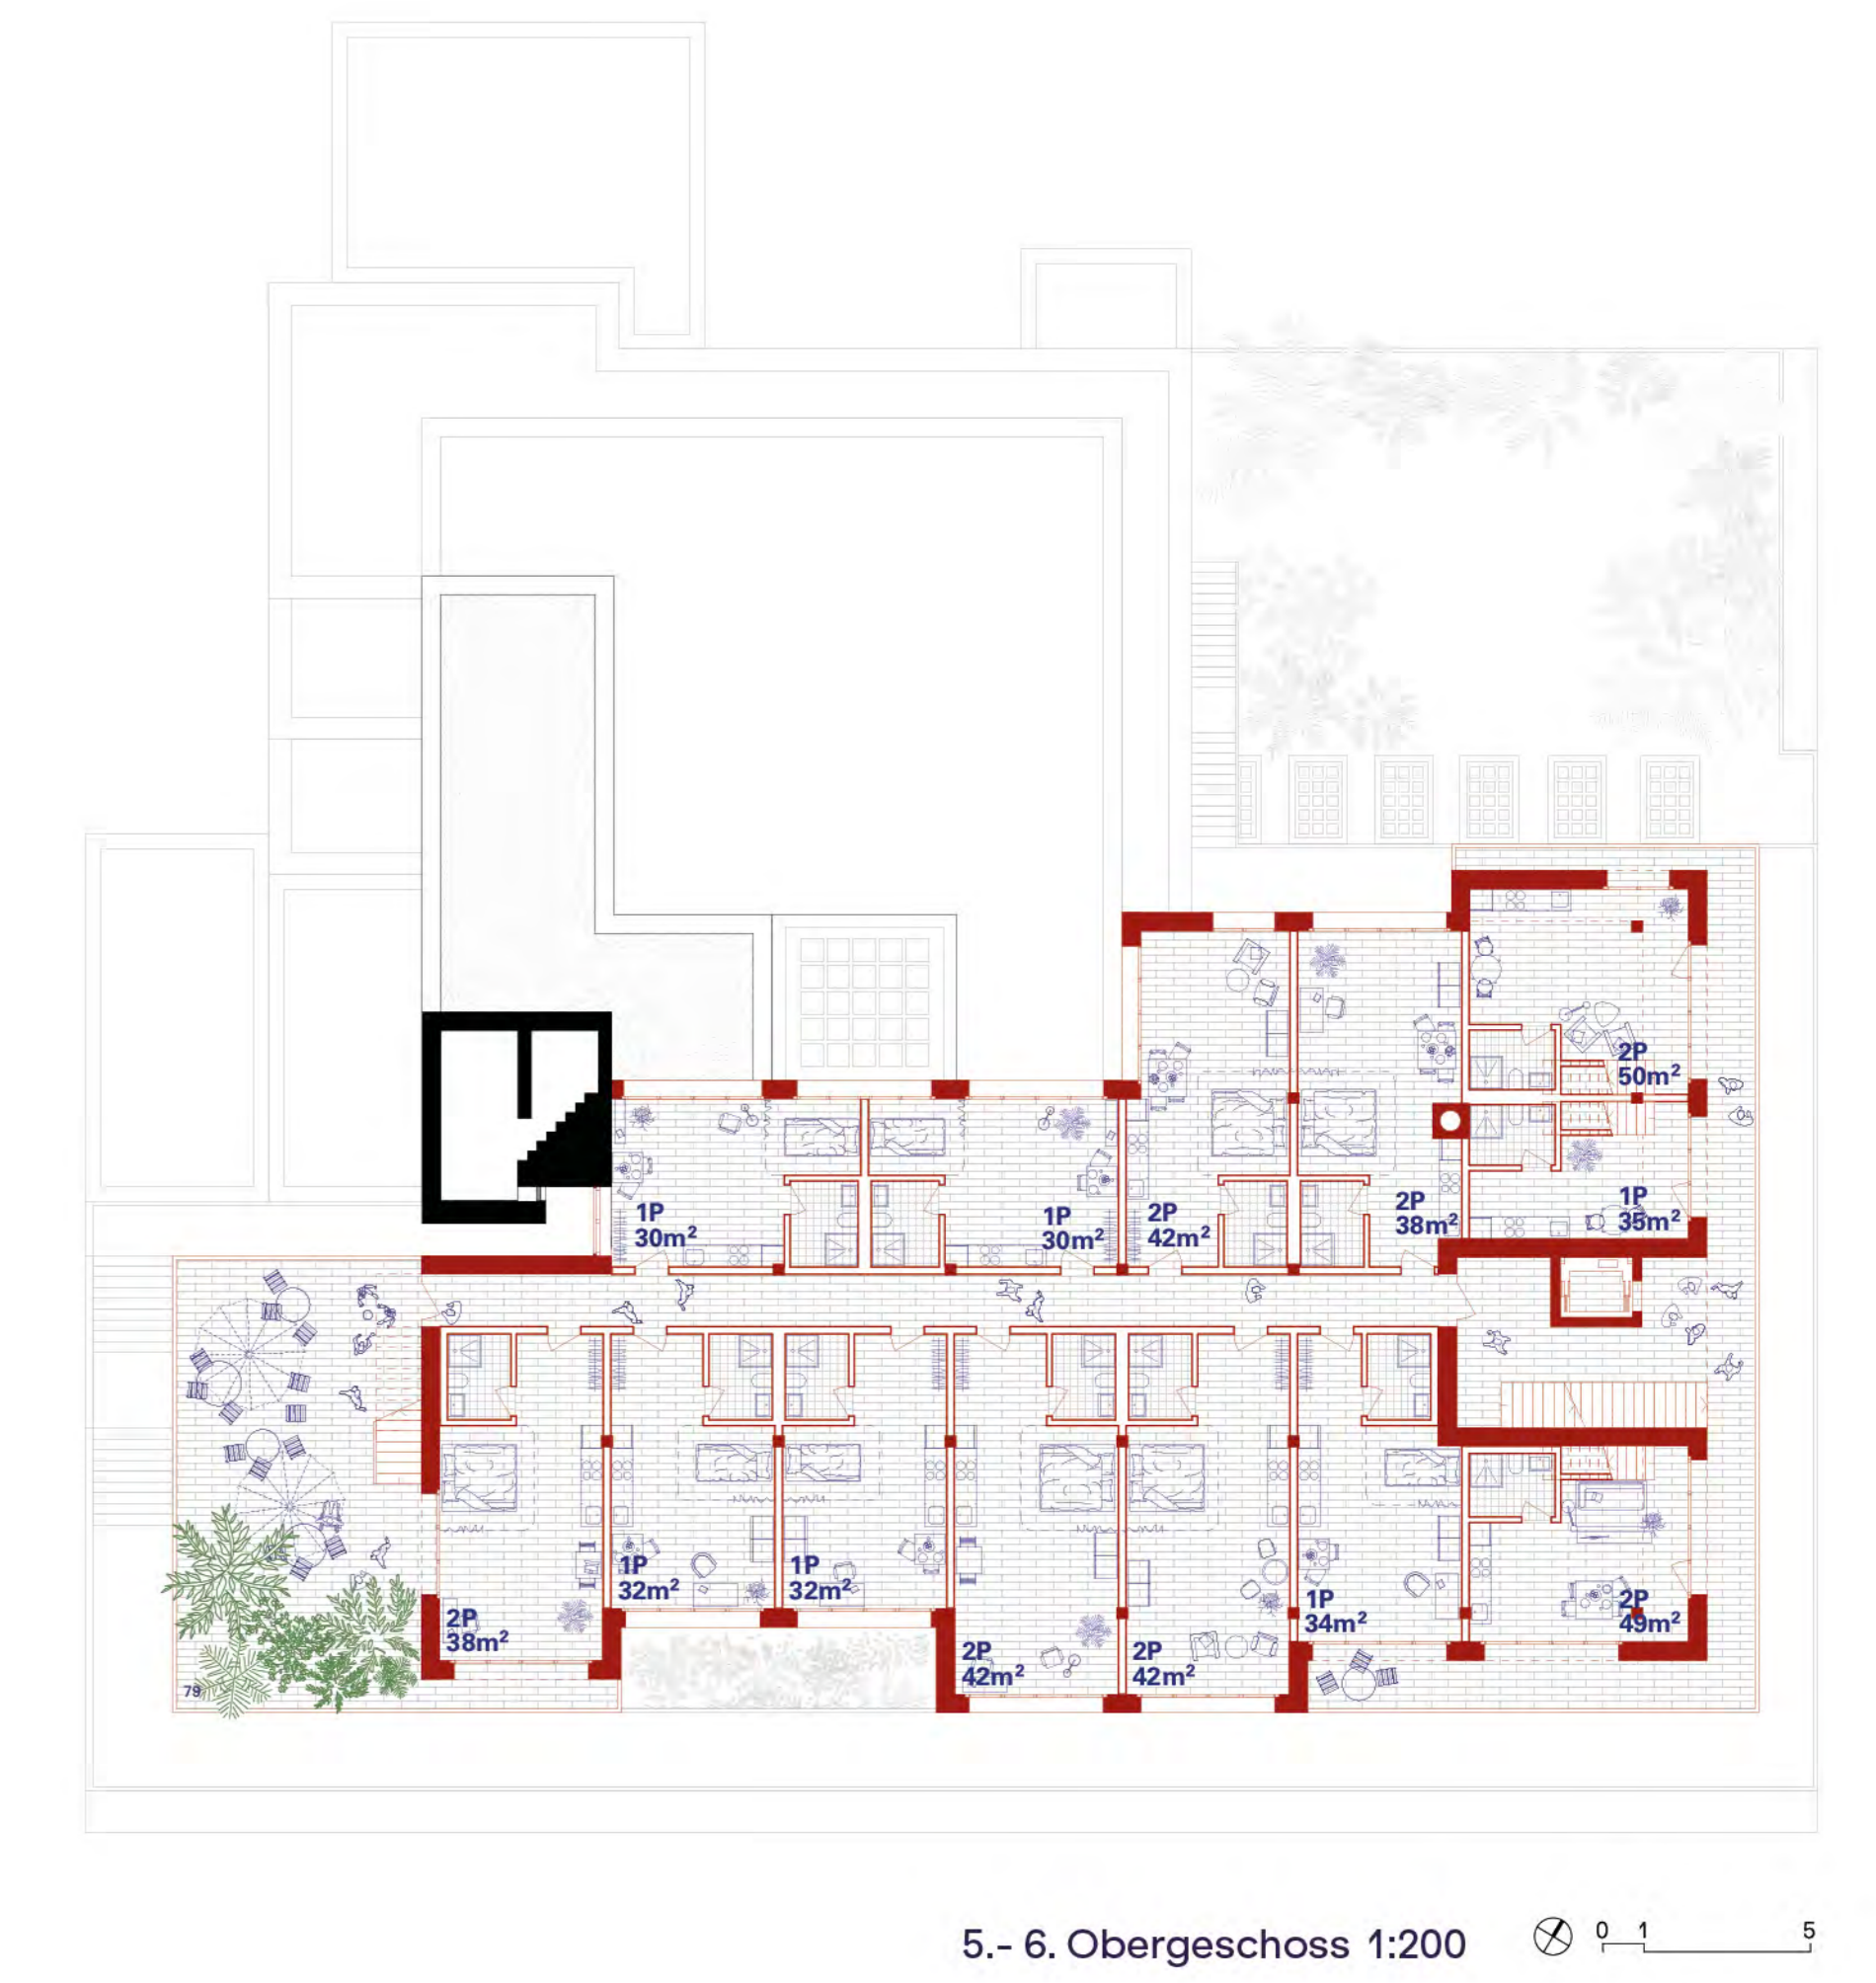 2P
50m²
1P
35m²
1P
30m²
1P
30m²
2P
42m²
2P
38m²
2P
38m²
1P
32m²
1P
32m²
2P
42m²
2P
42m²
1P
34m²
2P
49m²
79
5.- 6. Obergeschoss 1:200
0 1 5